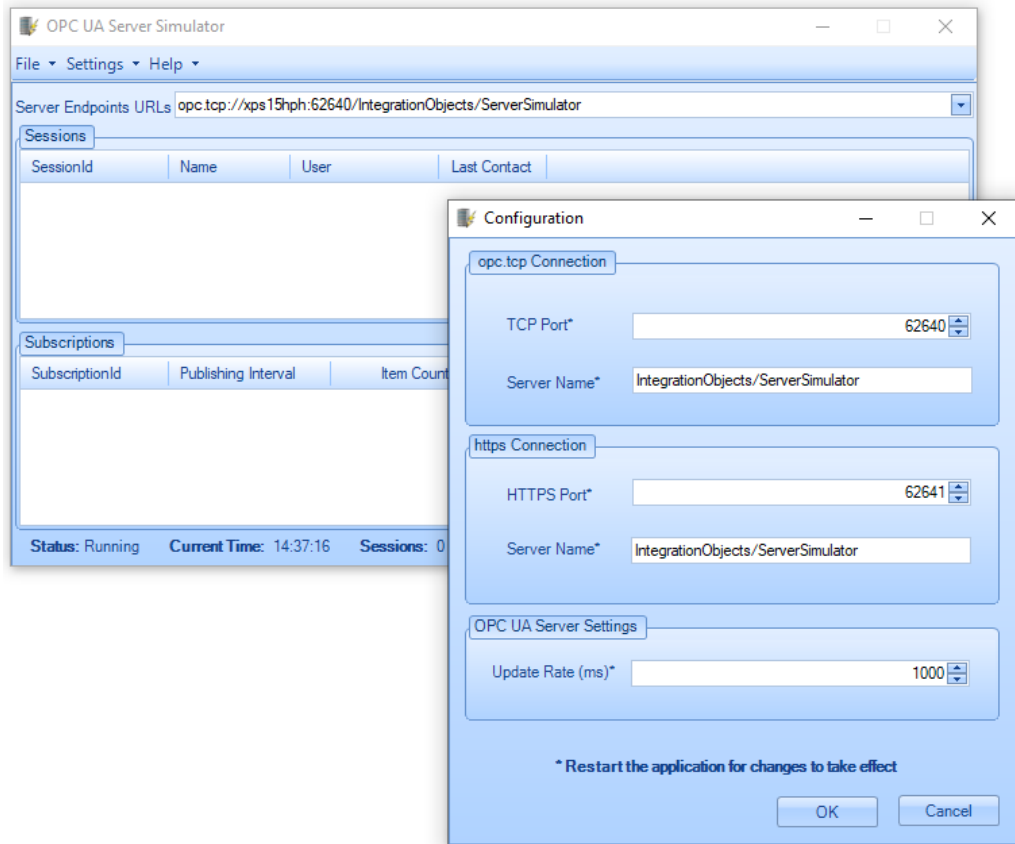 OPC UA Server Simulator
File Settings Help
Server Endpoints URLs opc.tcp://xps15hph:62640/IntegrationObjects/ServerSimulator
Sessions
SessionId Name User Last Contact
Subscriptions
SubscriptionId Publishing Interval Item Count
Status: Running Current Time: 14:37:16 Sessions: 0
Configuration
opc.tcp Connection
TCP Port* 62640
Server Name* IntegrationObjects/ServerSimulator
https Connection
HTTPS Port* 62641
Server Name* IntegrationObjects/ServerSimulator
OPC UA Server Settings
Update Rate (ms)* 1000
* Restart the application for changes to take effect
OK Cancel